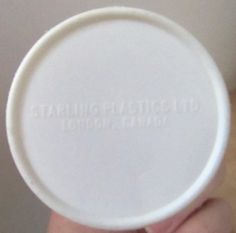 STARLING PLASTICS LTD.
LONDON, CANADA